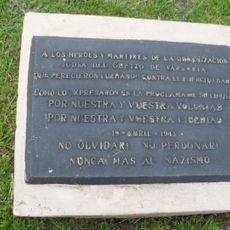 A LOS HEROES Y MARTIRES DE LA ORGANIZACION
JUDIA DEL GHETTO DE VARSOVIA
QUE PERECIERON LUCHANDO CONTRA EL EJERCITO NAZI
COMO LO EXPRESARON EN LA PROCLAMA DE SU LUCHA
POR NUESTRA Y VUESTRA
POR NUESTRA Y VUESTRA LIBERTAD
19 ABRIL 1943
NO OLVIDAR! NO PERDONAR!
NUNCA MAS AL NAZISMO